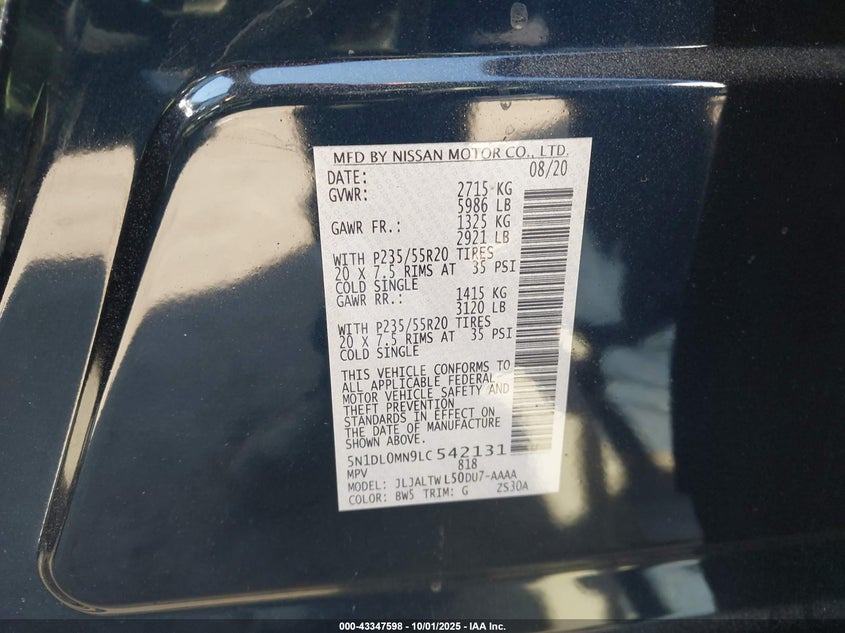 MFD BY NISSAN MOTOR CO., LTD.
DATE: 08/20
GVWR: 2715 KG
5986 LB
GAWR FR.: 1325 KG
2921 LB
WITH P235/55R20 TIRES
20 X 7.5 RIMS AT 35 PSI
COLD SINGLE
GAWR RR.: 1415 KG
3120 LB
WITH P235/55R20 TIRES
20 X 7.5 RIMS AT 35 PSI
COLD SINGLE
THIS VEHICLE CONFORMS TO
ALL APPLICABLE FEDERAL
MOTOR VEHICLE SAFETY AND
THEFT PREVENTION
STANDARDS IN EFFECT ON
THE DATE OF MANUFACTURE
SHOWN ABOVE.
5N1DL0MN9LC542131
MPV 818
MODEL: JLJALTWL50DU7-AAAA
COLOR: BW5 TRIM: G ZS30A
000-43347598 - 10/01/2025 - IAA Inc.